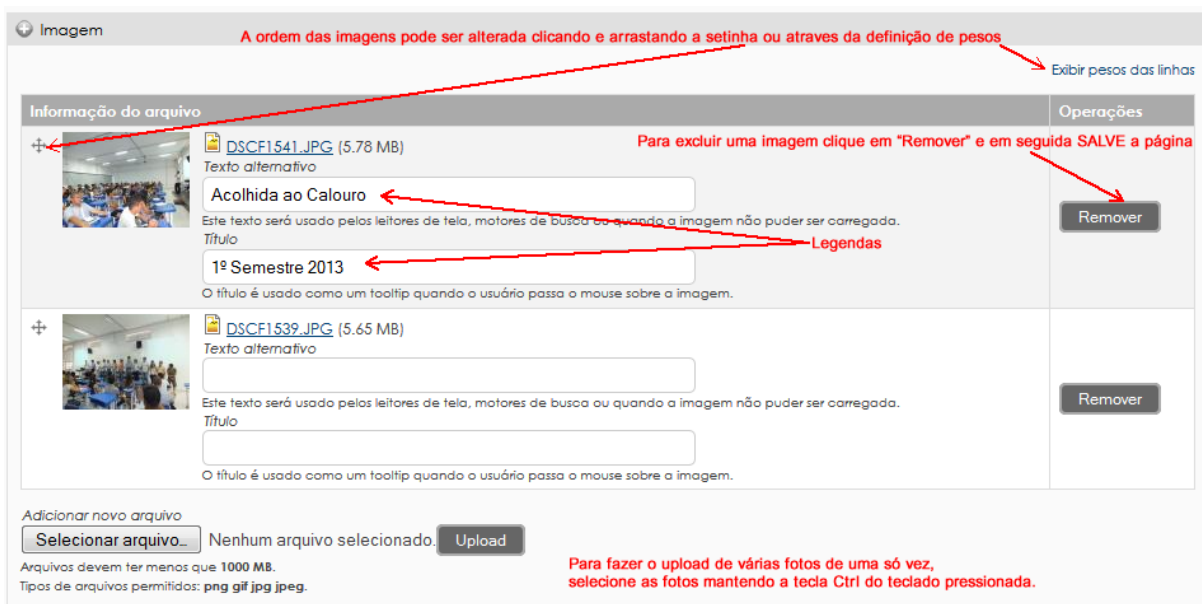 Imagem
A ordem das imagens pode ser alterada clicando e arrastando a setinha ou atraves da definição de pesos
Exibir pesos das linhas
Informação do arquivo
Operações
DSCF1541.JPG (5.78 MB)
Para excluir uma imagem clique em "Remover" e em seguida SALVE a página
Texto alternativo
Acolhida ao Calouro
Este texto será usado pelos leitores de tela, motores de busca ou quando a imagem não puder ser carregada.
Remover
Título
Legendas
1º Semestre 2013
O título é usado como um tooltip quando o usuário passa o mouse sobre a imagem.
DSCF1539.JPG (5.65 MB)
Texto alternativo
Este texto será usado pelos leitores de tela, motores de busca ou quando a imagem não puder ser carregada.
Remover
Título
O título é usado como um tooltip quando o usuário passa o mouse sobre a imagem.
Adicionar novo arquivo
Selecionar arquivo... Nenhum arquivo selecionado. Upload
Arquivos devem ter menos que 1000 MB.
Tipos de arquivos permitidos: png gif jpg jpeg.
Para fazer o upload de várias fotos de uma só vez,
selecione as fotos mantendo a tecla Ctrl do teclado pressionada.